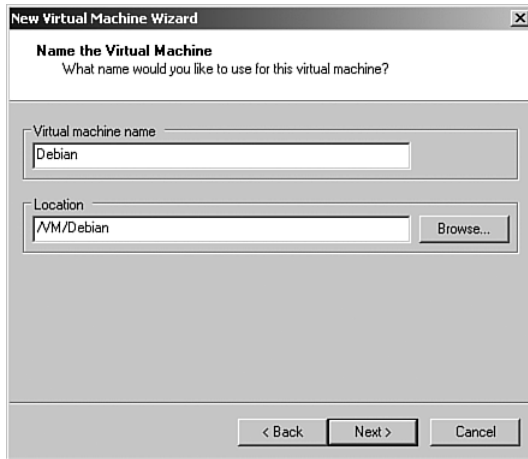 New Virtual Machine Wizard
Name the Virtual Machine
What name would you like to use for this virtual machine?
Virtual machine name
Debian
Location
/VM/Debian
Browse...
< Back
Next >
Cancel